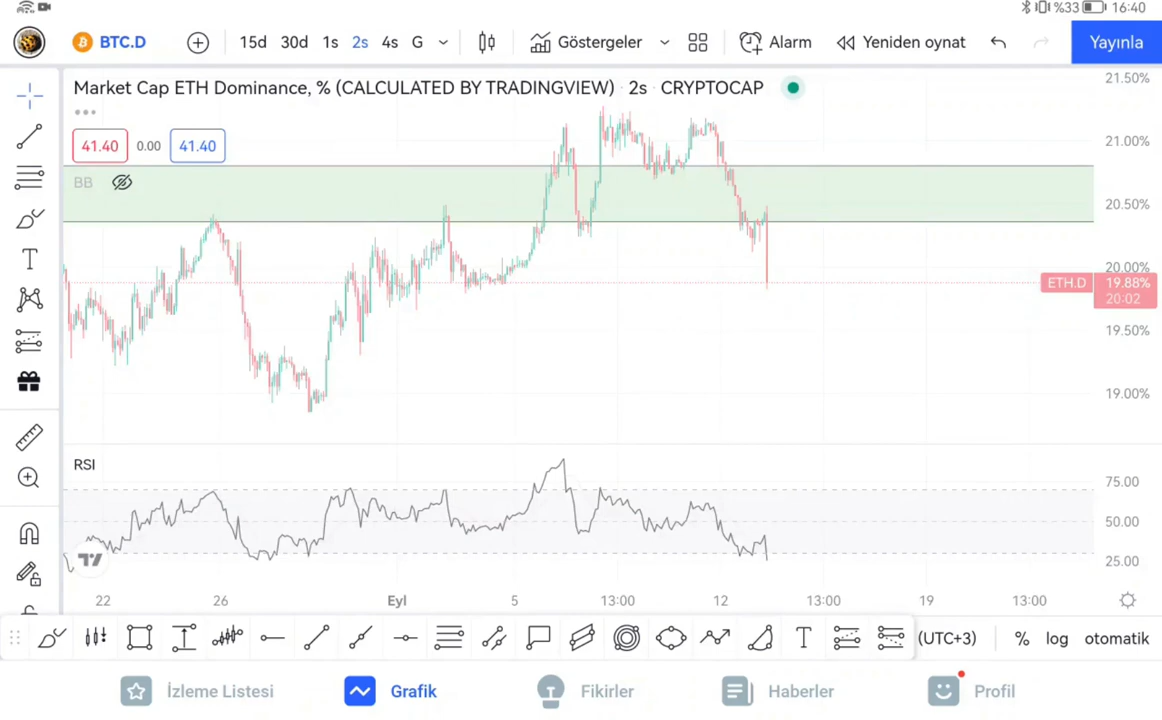 %33 16:40
BTC.D 15d 30d 1s 2s 4s G Göstergeler Alarm Yeniden oynat Yayınla
Market Cap ETH Dominance, % (CALCULATED BY TRADINGVIEW) · 2s · CRYPTOCAP
41.40 0.00 41.40
BB
21.50%
21.00%
20.50%
20.00%
ETH.D 19.88%
20:02
19.50%
19.00%
RSI
75.00
50.00
25.00
22 26 Eyl 5 13:00 12 13:00 19 13:00
(UTC+3) % log otomatik
İzleme Listesi Grafik Fikirler Haberler Profil